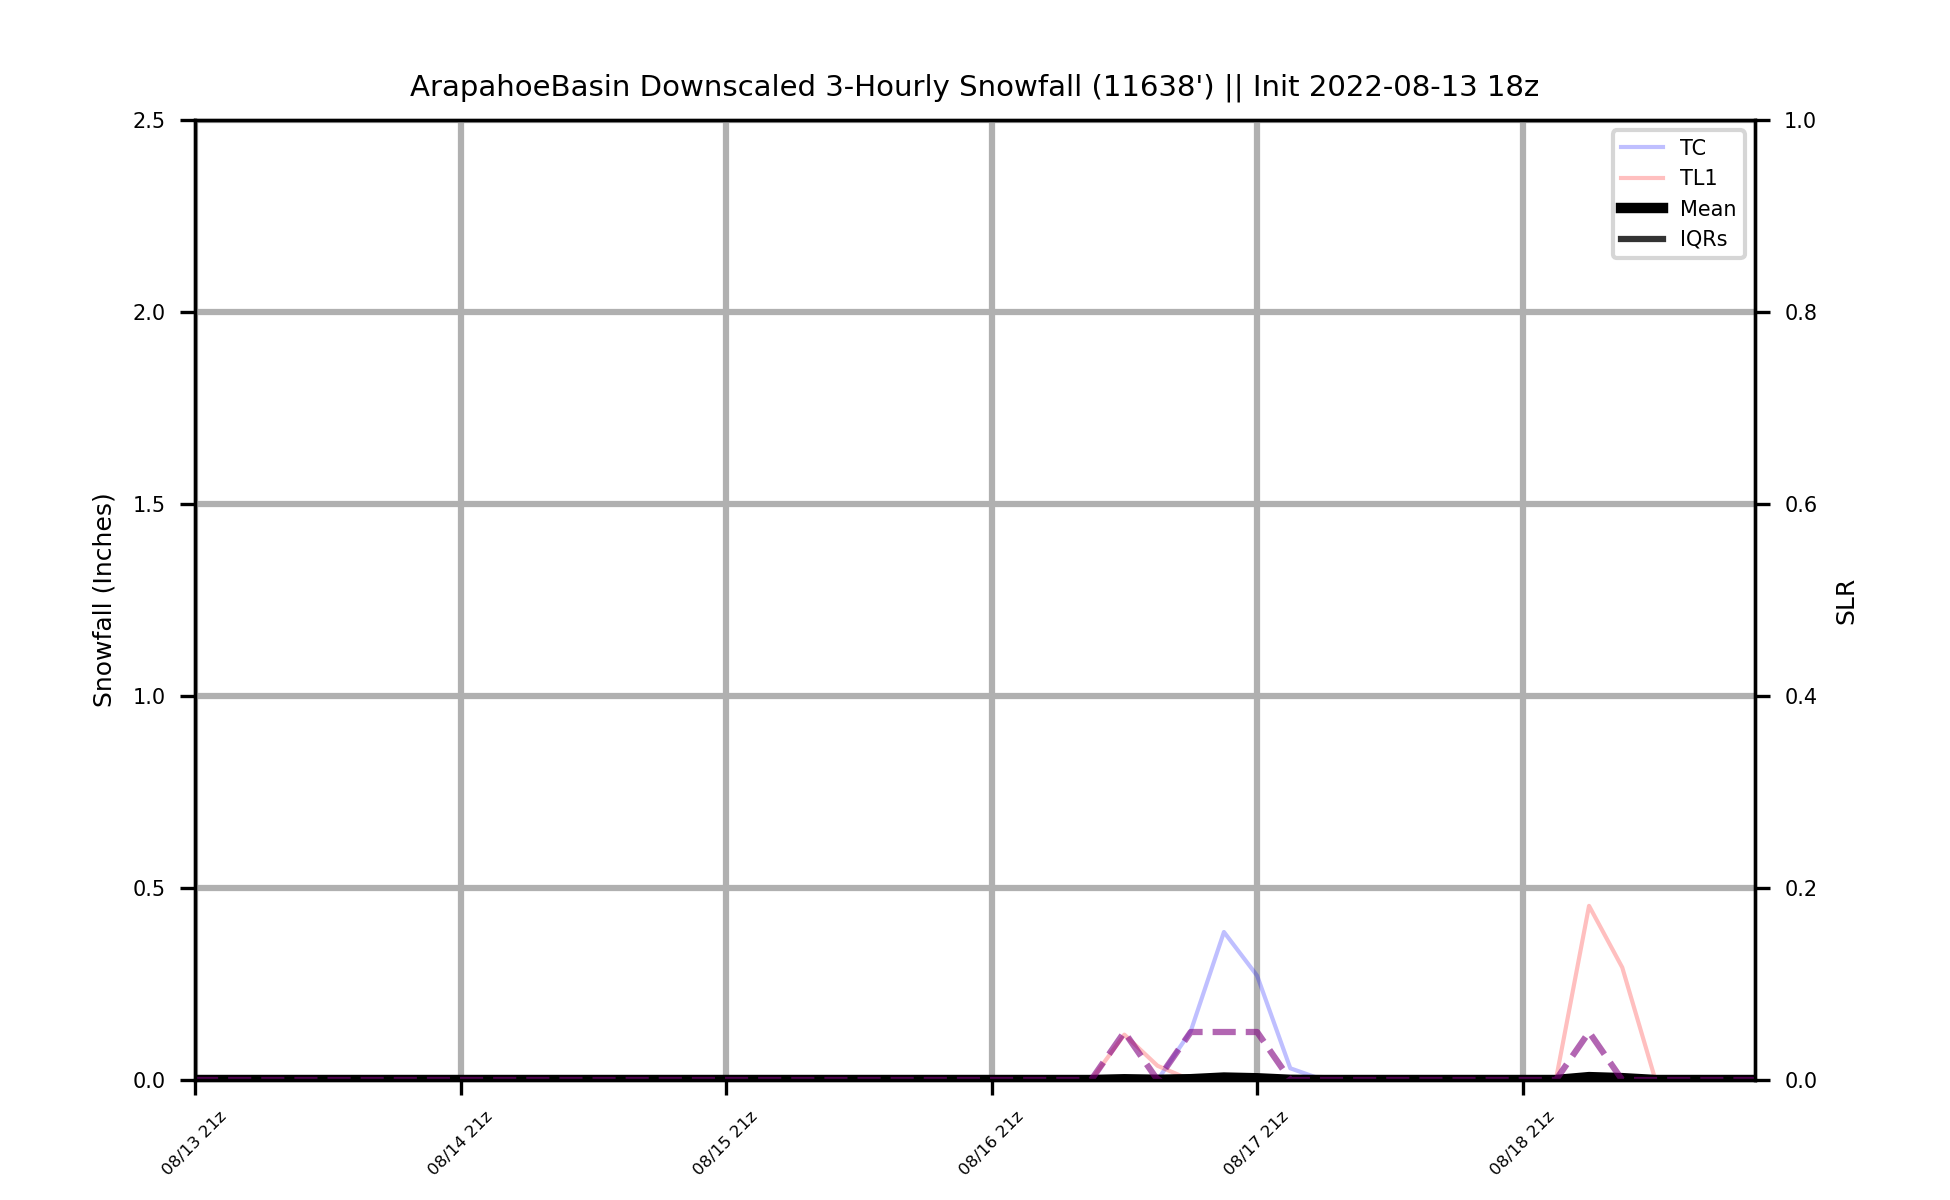 ArapahoeBasin Downscaled 3-Hourly Snowfall (11638') || Init 2022-08-13 18z
2.5
2.0
1.5
1.0
0.5
0.0
Snowfall (Inches)
1.0
0.8
0.6
0.4
0.2
0.0
SLR
TC
TL1
Mean
IQRs
08/13 21z
08/14 21z
08/15 21z
08/16 21z
08/17 21z
08/18 21z